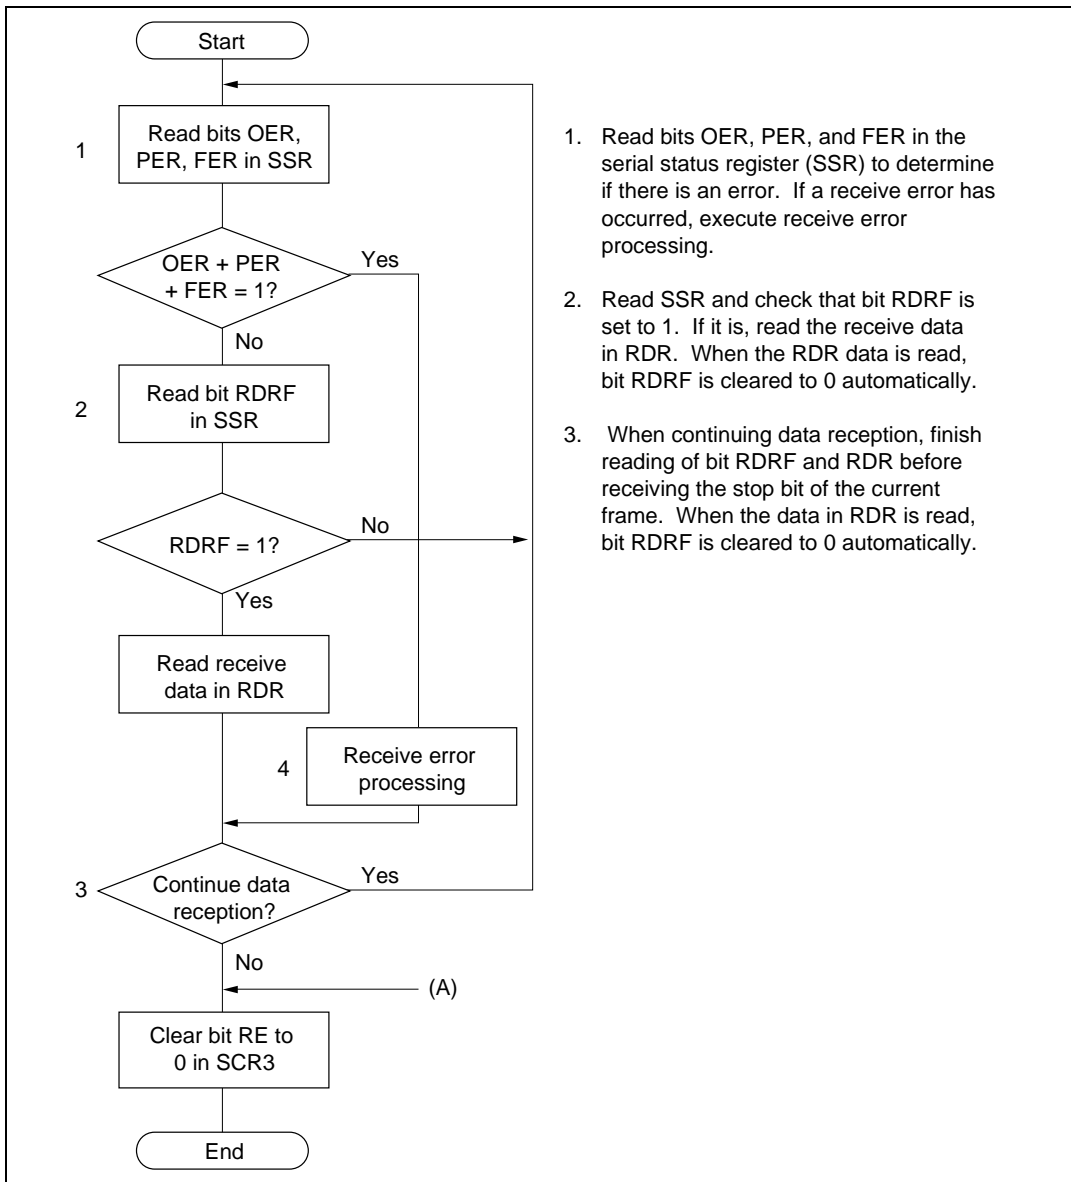 Start
1
Read bits OER,
PER, FER in SSR
OER + PER
+ FER = 1?
Yes
No
2
Read bit RDRF
in SSR
RDRF = 1?
No
Yes
Read receive
data in RDR
4
Receive error
processing
3
Continue data
reception?
Yes
No
(A)
Clear bit RE to
0 in SCR3
End
1. Read bits OER, PER, and FER in the
serial status register (SSR) to determine
if there is an error. If a receive error has
occurred, execute receive error
processing.
2. Read SSR and check that bit RDRF is
set to 1. If it is, read the receive data
in RDR. When the RDR data is read,
bit RDRF is cleared to 0 automatically.
3. When continuing data reception, finish
reading of bit RDRF and RDR before
receiving the stop bit of the current
frame. When the data in RDR is read,
bit RDRF is cleared to 0 automatically.